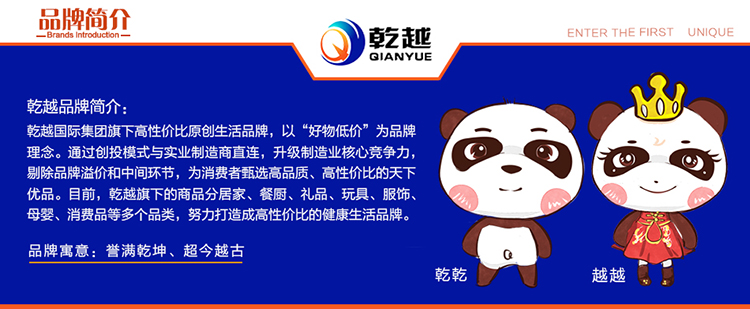 品牌简介
Brands Introduction
乾越
QIANYUE
ENTER THE FIRST UNIQUE
乾越品牌简介：
乾越国际集团旗下高性价比原创生活品牌，以“好物低价”为品牌
理念。通过创投模式与实业制造商直连，升级制造业核心竞争力，
剔除品牌溢价和中间环节，为消费者甄选高品质、高性价比的天下
优品。目前，乾越旗下的商品分居家、餐厨、礼品、玩具、服饰、
母婴、消费品等多个品类，努力打造成高性价比的健康生活品牌。
品牌寓意：誉满乾坤、超今越古
乾乾
越越